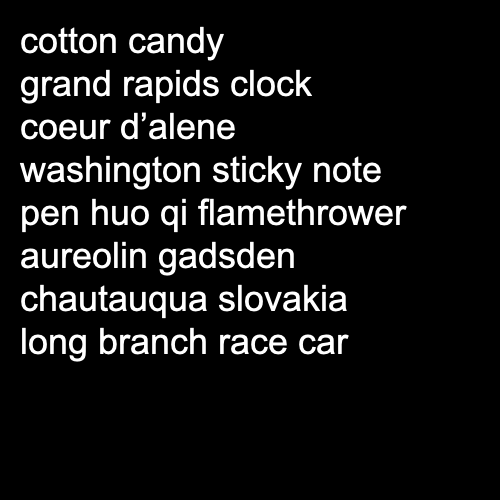 cotton candy
grand rapids clock
coeur d’alene
washington sticky note
pen huo qi flamethrower
aureolin gadsden
chautauqua slovakia
long branch race car